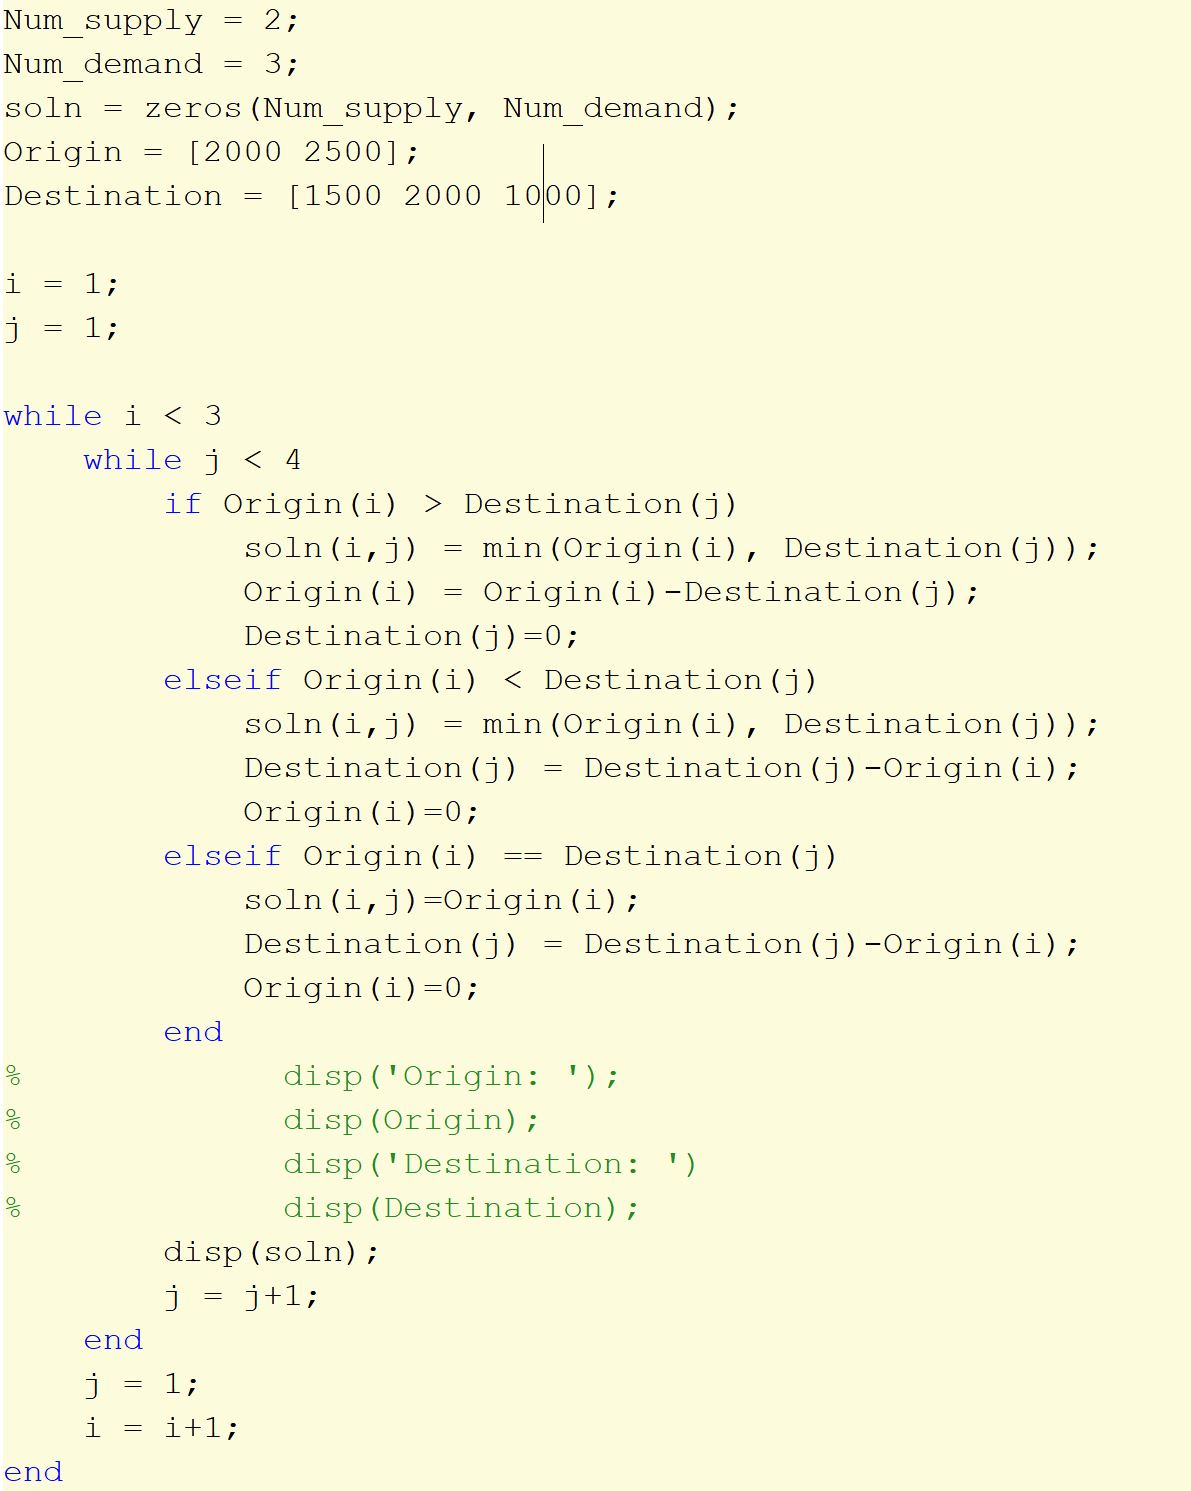 Num_supply = 2;
Num_demand = 3;
soln = zeros(Num_supply, Num_demand);
Origin = [2000 2500];
Destination = [1500 2000 1000];

i = 1;
j = 1;

while i < 3
    while j < 4
        if Origin(i) > Destination(j)
            soln(i,j) = min(Origin(i), Destination(j));
            Origin(i) = Origin(i)-Destination(j);
            Destination(j)=0;
        elseif Origin(i) < Destination(j)
            soln(i,j) = min(Origin(i), Destination(j));
            Destination(j) = Destination(j)-Origin(i);
            Origin(i)=0;
        elseif Origin(i) == Destination(j)
            soln(i,j)=Origin(i);
            Destination(j) = Destination(j)-Origin(i);
            Origin(i)=0;
        end
%             disp('Origin: ');
%             disp(Origin);
%             disp('Destination: ')
%             disp(Destination);
        disp(soln);
        j = j+1;
    end
    j = 1;
    i = i+1;
end